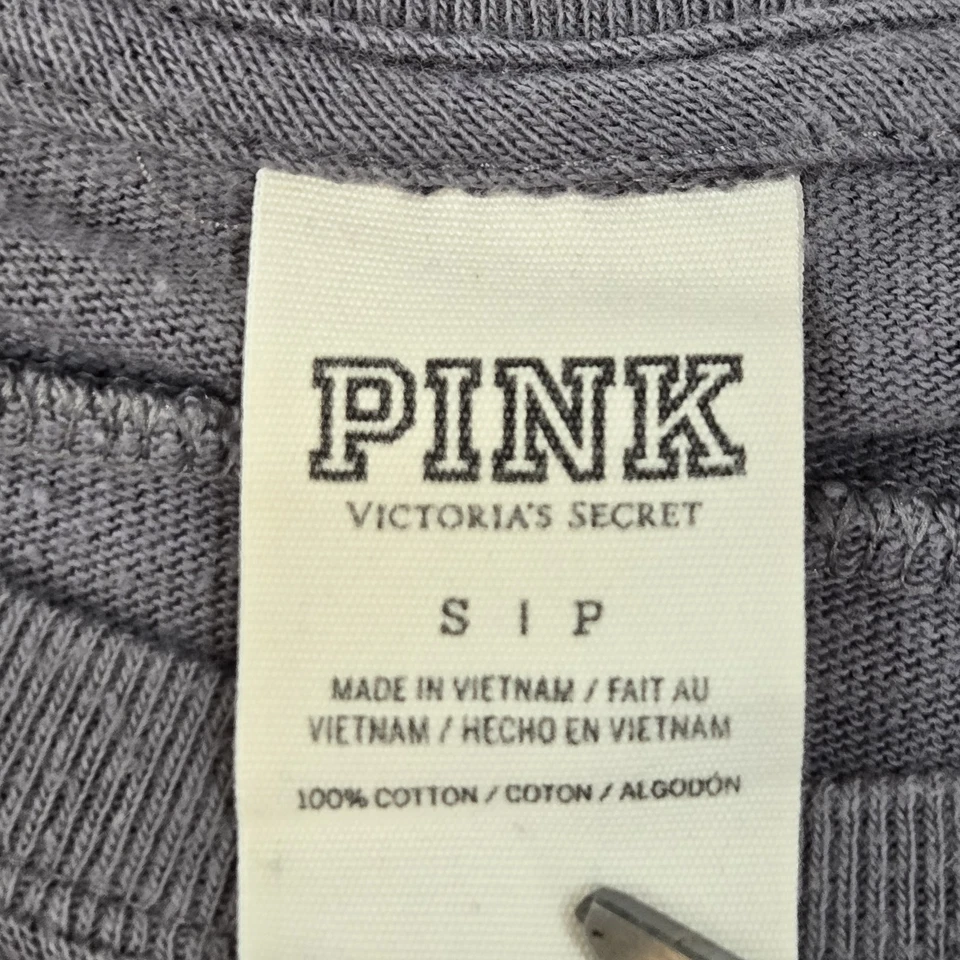 PINK
VICTORIA'S SECRET
S | P
MADE IN VIETNAM / FAIT AU
VIETNAM / HECHO EN VIETNAM
100% COTTON / COTON / ALGODÓN